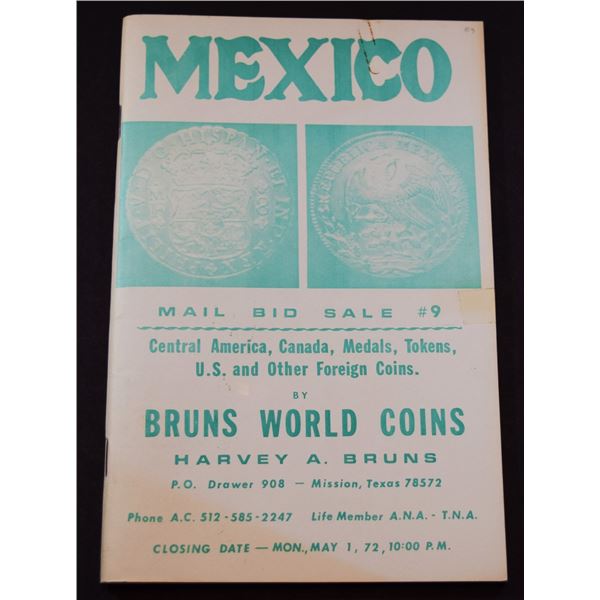 MEXICO
MAIL BID SALE #9
Central America, Canada, Medals, Tokens,
U.S. and Other Foreign Coins.
BY
BRUNS WORLD COINS
HARVEY A. BRUNS
P.O. Drawer 908 — Mission, Texas 78572
Phone A.C. 512-585-2247 Life Member A.N.A. - T.N.A.
CLOSING DATE — MON., MAY 1, 72, 10:00 P.M.